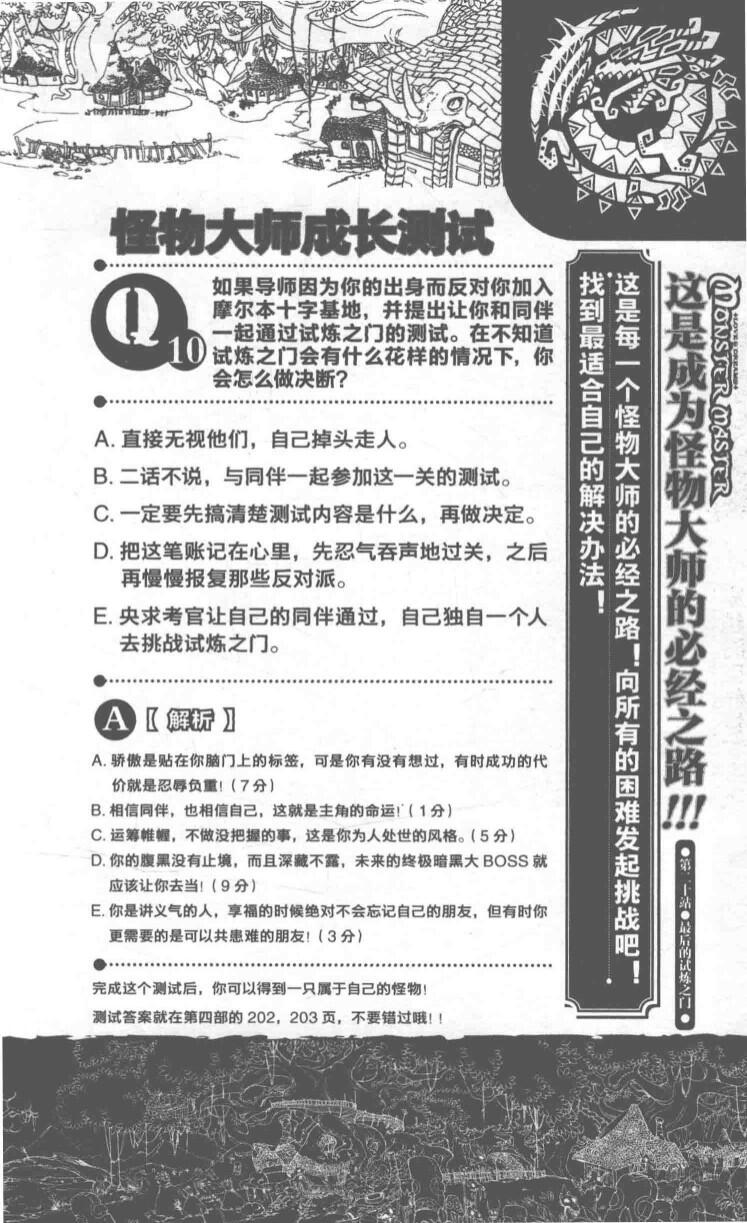 怪物大师成长测试
Q10
如果导师因为你的出身而反对你加入
摩尔本十字基地，并提出让你和同伴
一起通过试炼之门的测试。在不知道
试炼之门会有什么花样的情况下，你
会怎么做决断？
A. 直接无视他们，自己掉头走人。
B. 二话不说，与同伴一起参加这一关的测试。
C. 一定要先搞清楚测试内容是什么，再做决定。
D. 把这笔账记在心里，先忍气吞声地过关，之后
再慢慢报复那些反对派。
E. 央求考官让自己的同伴通过，自己独自一个人
去挑战试炼之门。
A【解析】
A. 骄傲是贴在你脑门上的标签，可是你有没有想过，有时成功的代
价就是忍辱负重！（7分）
B. 相信同伴，也相信自己，这就是主角的命运！（1分）
C. 运筹帷幄，不做没把握的事，这是你为人处世的风格。（5分）
D. 你的腹黑没有止境，而且深藏不露，未来的终极暗黑大BOSS就
应该让你去当！（9分）
E. 你是讲义气的人，享福的时候绝对不会忘记自己的朋友，但有时你
更需要的是可以共患难的朋友！（3分）
完成这个测试后，你可以得到一只属于自己的怪物！
测试答案就在第四部的202，203页，不要错过哦！！
MONSTER MASTER
+LOVE & DREAMS+
这是成为怪物大师的必经之路!!!
●第二十站●最后的试炼之门●
这是每一个怪物大师的必经之路！向所有的困难发起挑战吧！
找到最适合自己的解决办法！